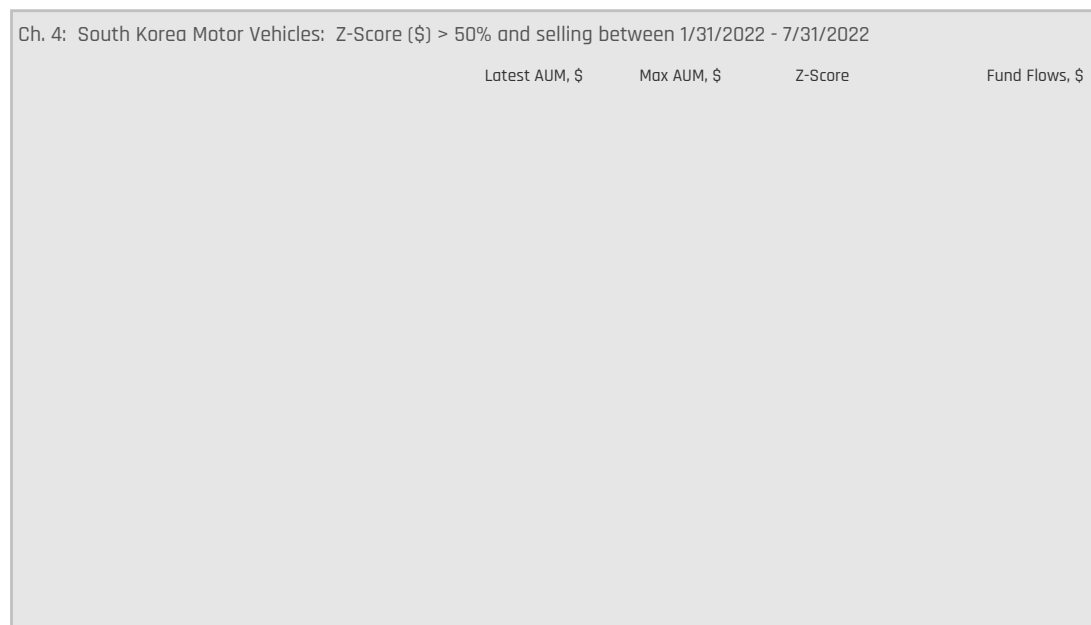 Ch. 4:  South Korea Motor Vehicles:  Z-Score ($) > 50% and selling between 1/31/2022 - 7/31/2022
Latest AUM, $ Max AUM, $ Z-Score Fund Flows, $